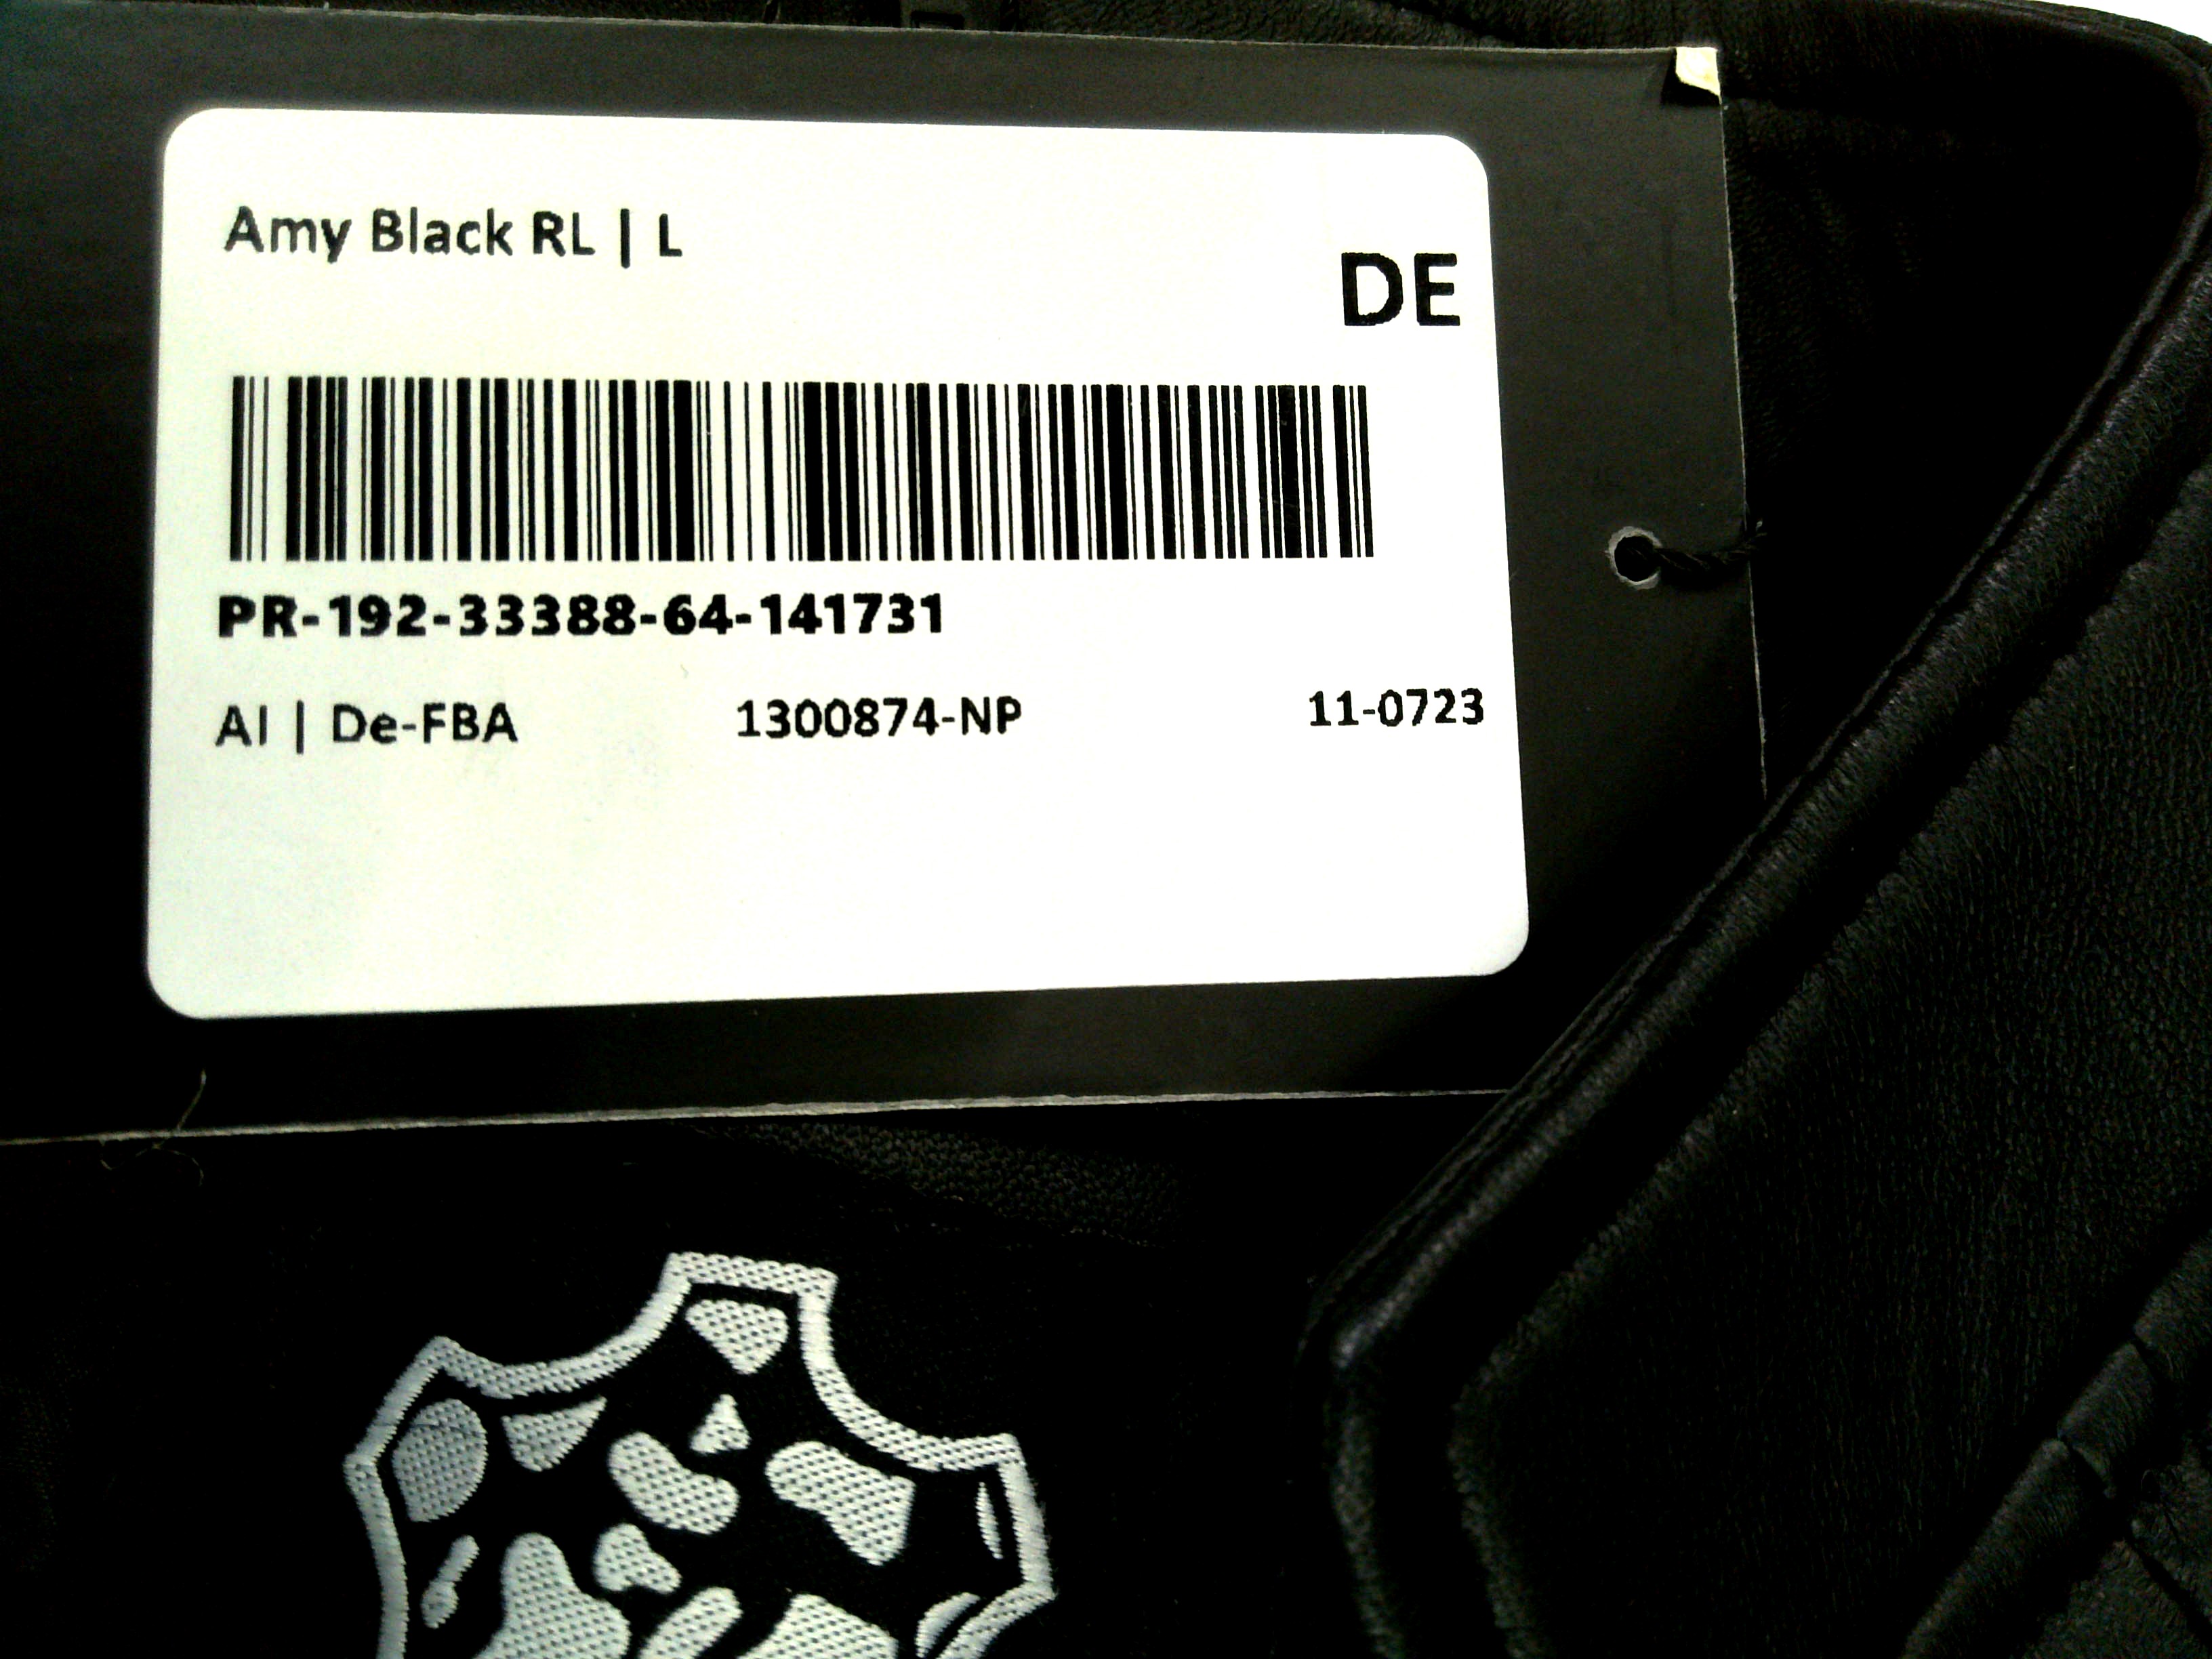 Amy Black RL | L
DE
PR-192-33388-64-141731
AI | De-FBA 1300874-NP 11-0723